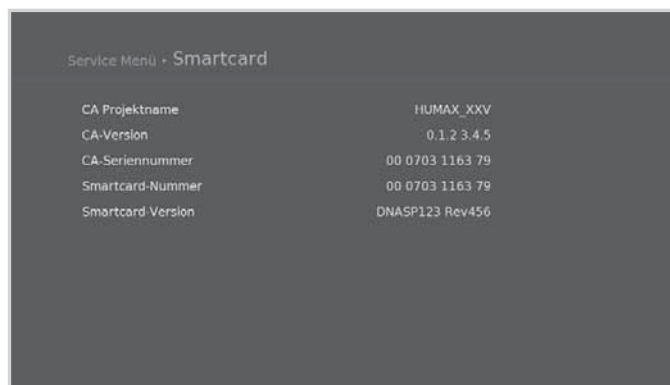 Service Menü • Smartcard
CA Projektname HUMAX_XXV
CA-Version 0.1.2 3.4.5
CA-Seriennummer 00 0703 1163 79
Smartcard-Nummer 00 0703 1163 79
Smartcard-Version DNASP123 Rev456